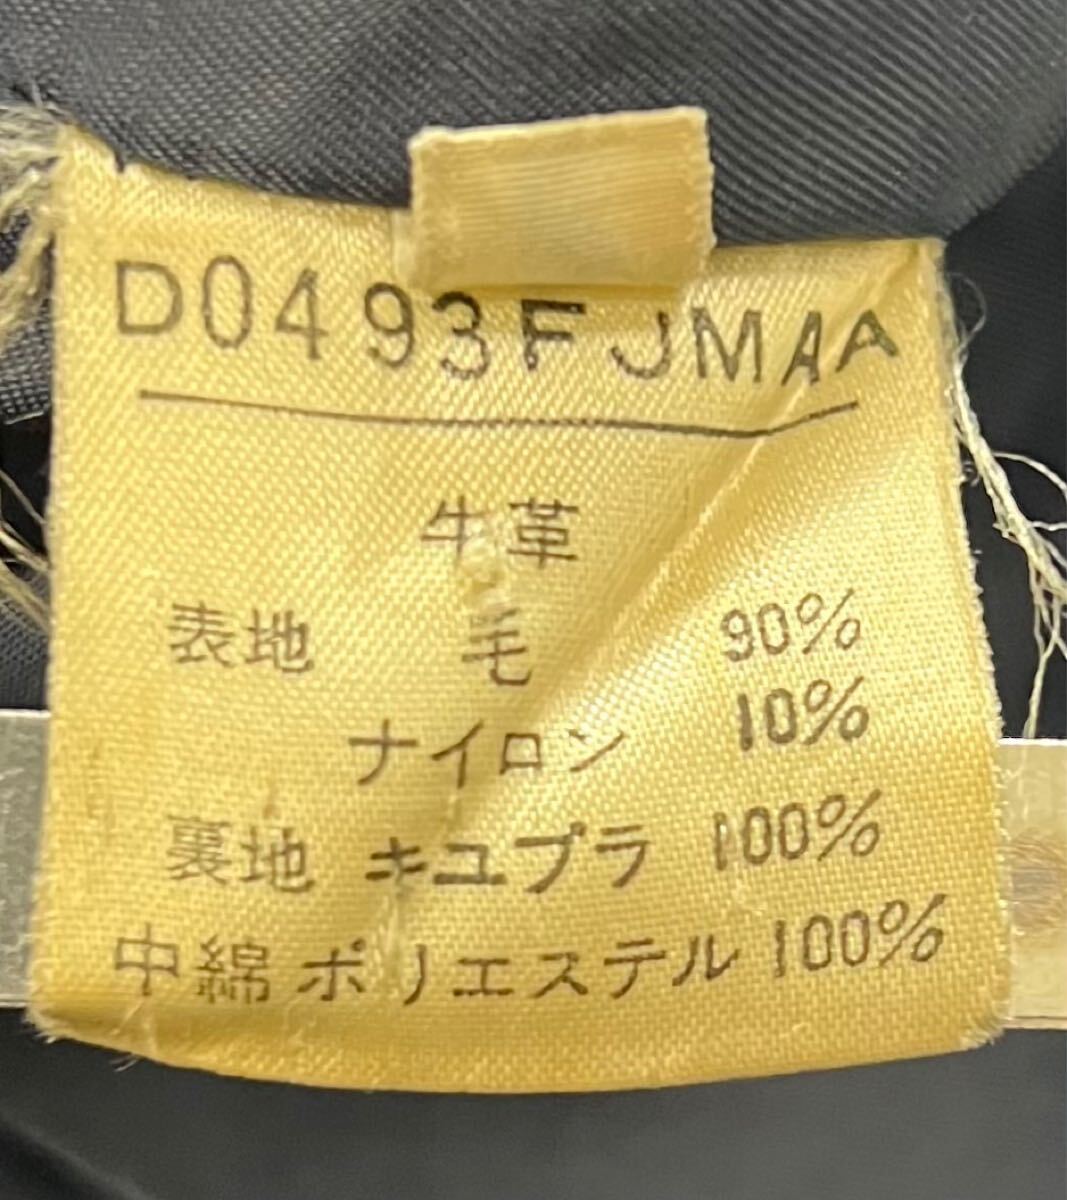 D0493FJMAA
牛革
表地 毛 90%
ナイロン 10%
裏地 キユプラ 100%
中綿 ポリエステル 100%